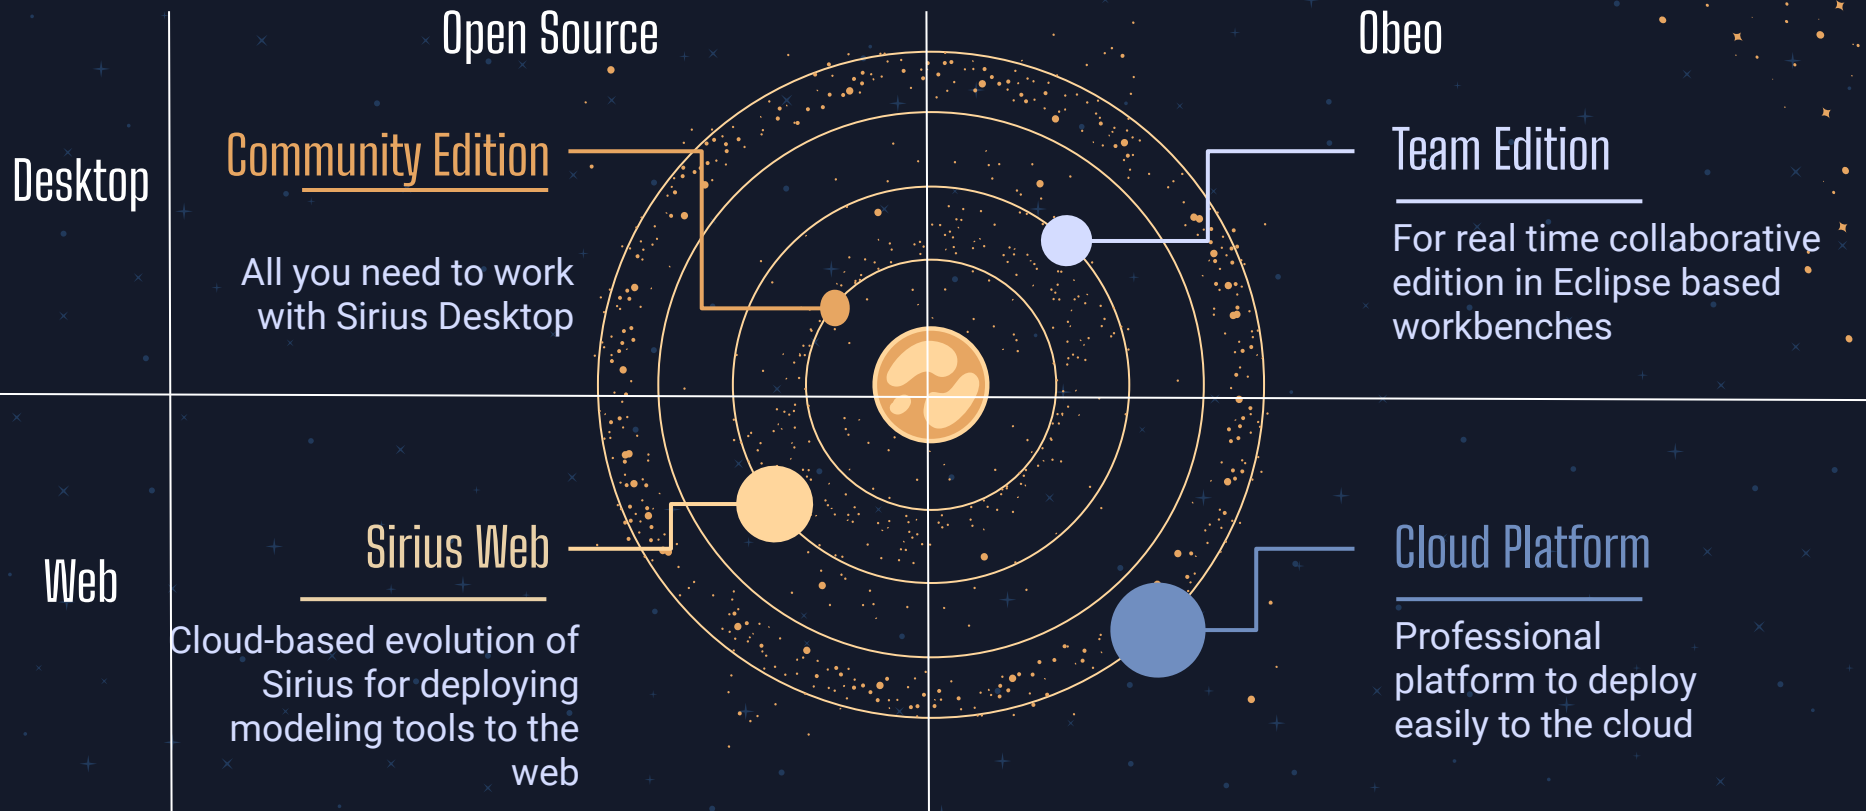 Open Source
Obeo
Desktop
Community Edition
All you need to work
with Sirius Desktop
Team Edition
For real time collaborative
edition in Eclipse based
workbenches
Web
Sirius Web
Cloud-based evolution of
Sirius for deploying
modeling tools to the
web
Cloud Platform
Professional
platform to deploy
easily to the cloud